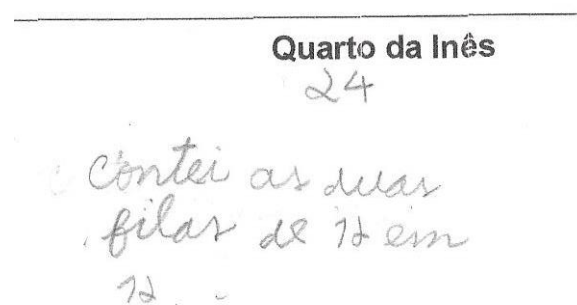 Quarto da Inês
24
contei as duas
filas de 12 em
12